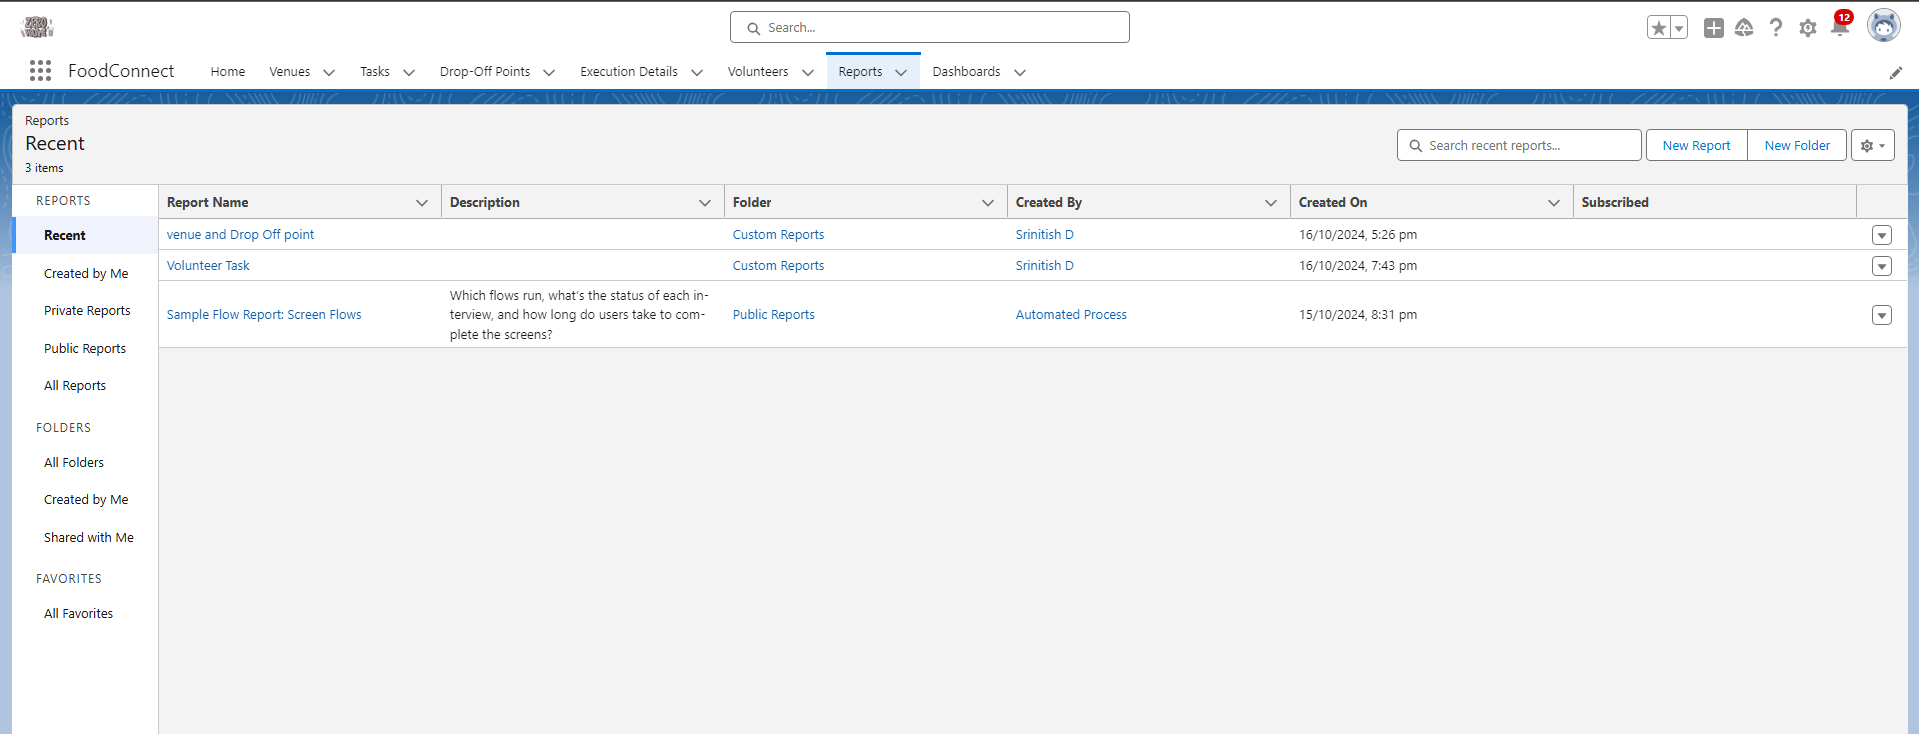 ZERO
Search...
12
FoodConnect
Home
Venues
Tasks
Drop-Off Points
Execution Details
Volunteers
Reports
Dashboards
Reports
Recent
3 items
Search recent reports...
New Report
New Folder
REPORTS
Recent
Created by Me
Private Reports
Public Reports
All Reports
FOLDERS
All Folders
Created by Me
Shared with Me
FAVORITES
All Favorites
Report Name Description Folder Created By Created On Subscribed
venue and Drop Off point Custom Reports Srinitish D 16/10/2024, 5:26 pm
Volunteer Task Custom Reports Srinitish D 16/10/2024, 7:43 pm
Which flows run, what's the status of each in-
Sample Flow Report: Screen Flows terview, and how long do users take to com- Public Reports Automated Process 15/10/2024, 8:31 pm
plete the screens?